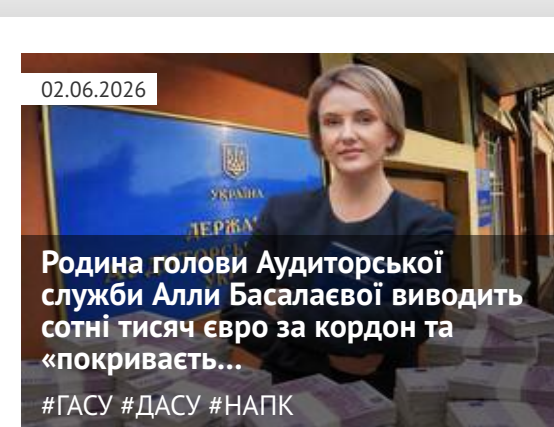 02.06.2026
УКРАЇНА
ДЕРЖА
Родина голови Аудиторської
служби Алли Басалаєвої виводить
сотні тисяч євро за кордон та
«покриваєть...
#ГАСУ #ДАСУ #НАПК